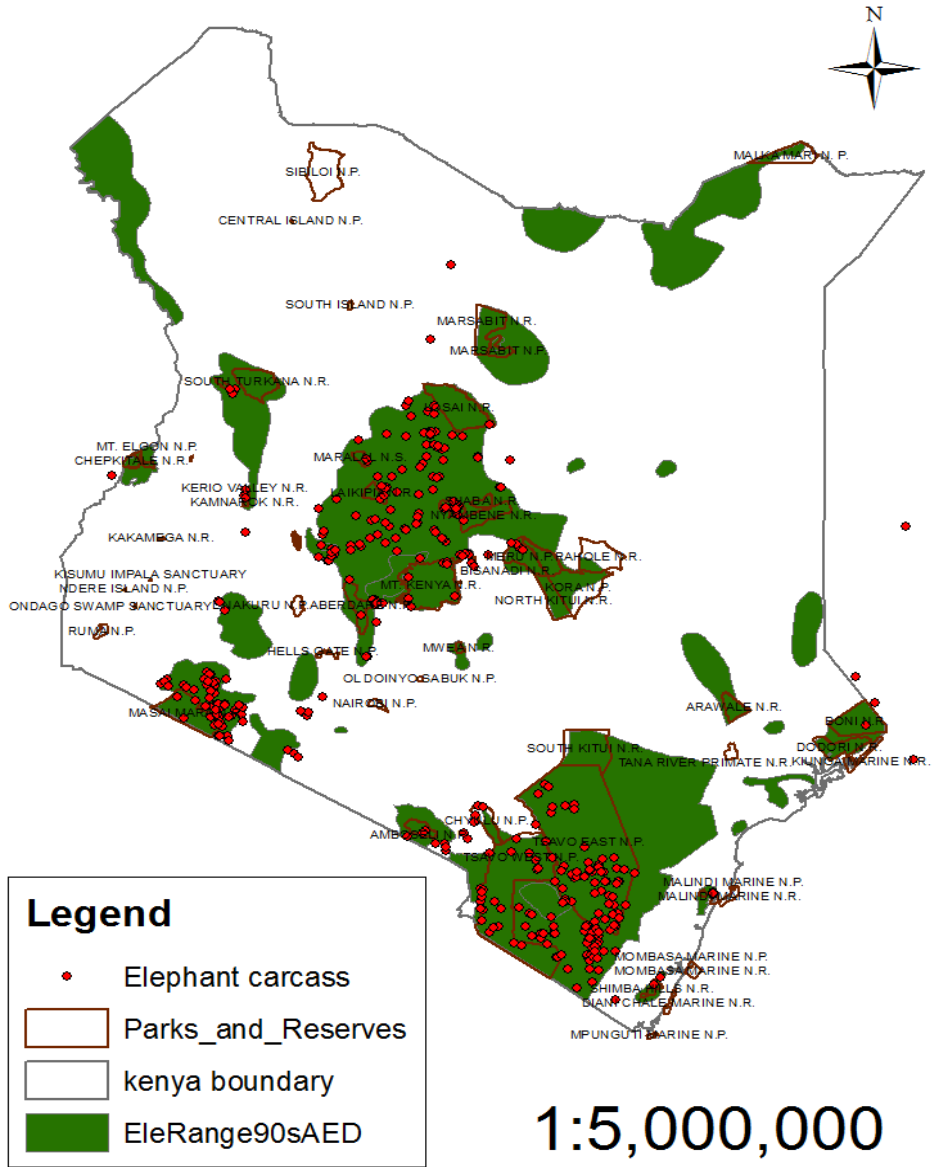 N
MALKA MARI N. P.
SIBILOI N.P.
CENTRAL ISLAND N.P.
SOUTH ISLAND N.P.
MARSABIT N.R.
MARSABIT N.P.
SOUTH TURKANA N.R.
LOSAI N.R.
MT. ELGON N.P.
CHEPKITALE N.R.
MARALAL N.S.
KERIO VALLEY N.R.
KAMNAROK N.R.
LAIKIPIA N.R.
SHABA N.R.
NYAMBENE N.R.
KAKAMEGA N.R.
MERU N.P.
RAHOLE N.R.
BISANADI N.R.
KISUMU IMPALA SANCTUARY
NDERE ISLAND N.P.
MT. KENYA N.R.
KORA N.P.
NORTH KITUI N.R.
ONDAGO SWAMP SANCTUARY
L. NAKURU N.P.
ABERDARE N.P.
RUMA N.P.
HELLS GATE N.P.
MWEA N.R.
OL DOINYO SABUK N.P.
NAIROBI N.P.
MASAI MARA N.R.
ARAWALE N.R.
BONI N.R.
SOUTH KITUI N.R.
DODORI N.R.
TANA RIVER PRIMATE N.R.
KIUNGA MARINE N.R.
CHYULU N.P.
AMBOSELI N.P.
TSAVO EAST N.P.
TSAVO WEST N.P.
MALINDI MARINE N.P.
MALINDI MARINE N.R.
MOMBASA MARINE N.P.
MOMBASA MARINE N.R.
SHIMBA HILLS N.R.
DIANI CHALE MARINE N.R.
MPUNGUTI MARINE N.P.
Legend
Elephant carcass
Parks_and_Reserves
kenya boundary
EleRange90sAED
1:5,000,000